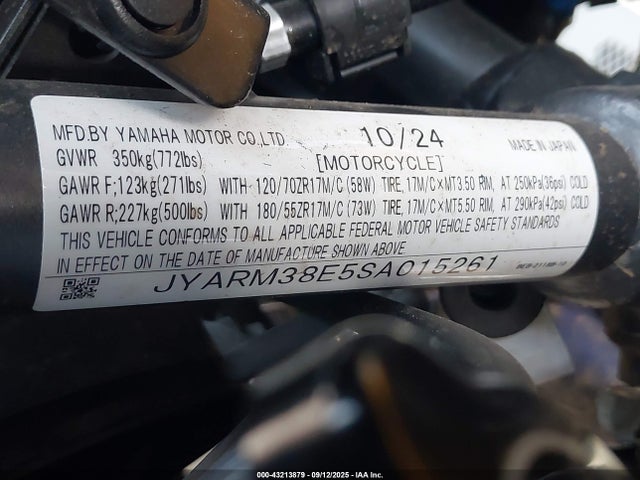 MFD.BY YAMAHA MOTOR CO.,LTD. 10/24 MADE IN JAPAN
GVWR 350kg(772lbs) [MOTORCYCLE]
GAWR F;123kg(271lbs) WITH 120/70ZR17M/C (58W) TIRE, 17M/C×MT3.50 RIM, AT 250kPa(36psi) COLD
GAWR R;227kg(500lbs) WITH 180/55ZR17M/C (73W) TIRE, 17M/C×MT5.50 RIM, AT 290kPa(42psi) COLD
THIS VEHICLE CONFORMS TO ALL APPLICABLE FEDERAL MOTOR VEHICLE SAFETY STANDARDS
IN EFFECT ON THE DATE OF MANUFACTURE SHOWN ABOVE
JYARM38E5SA015261
000-43213879 - 09/12/2025 - IAA Inc.